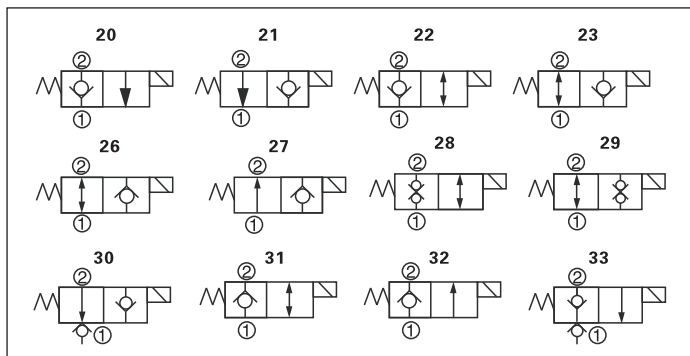 20 21 22 23
② ② ② ②
① ① ① ①
26 27 28 29
② ② ② ②
① ① ① ①
30 31 32 33
② ② ② ②
① ① ① ①